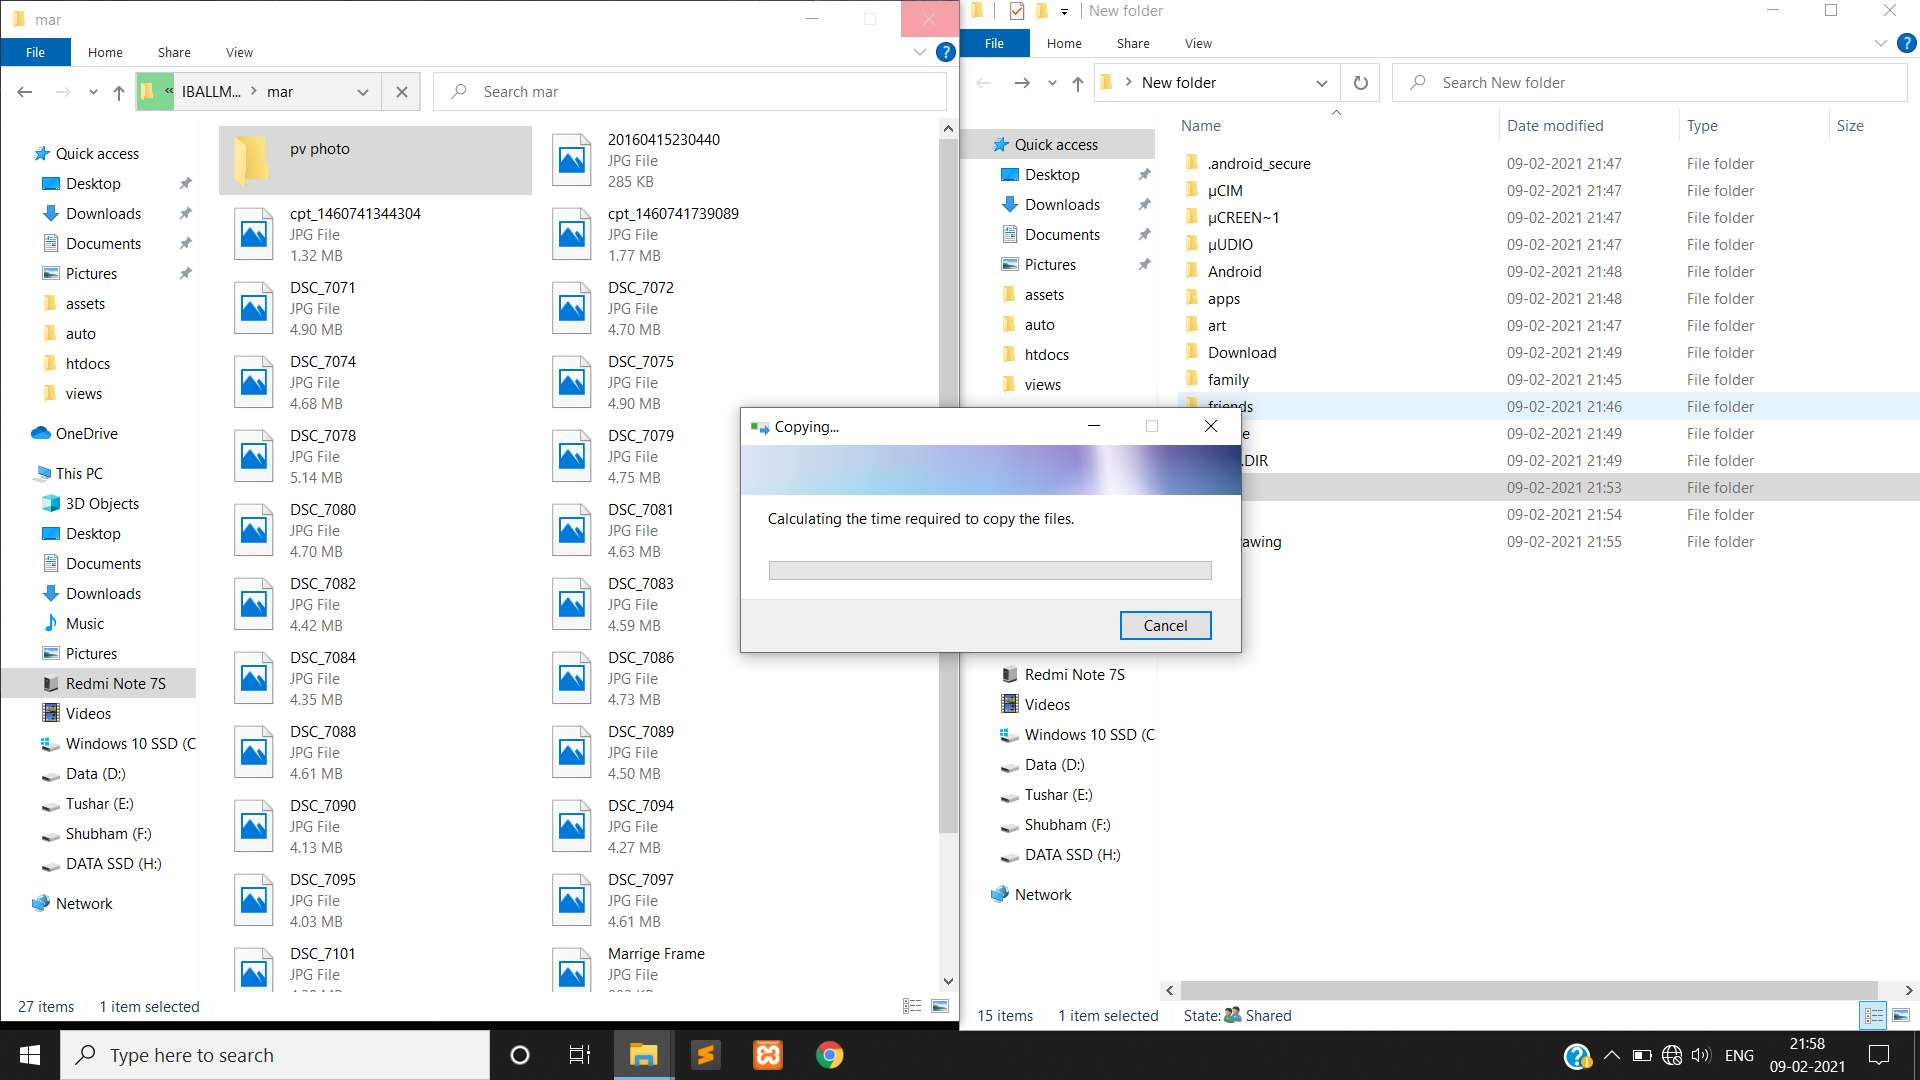 mar
File
Home
Share
View
?
« IBALLM... > mar
Search mar
Quick access
Desktop
Downloads
Documents
Pictures
assets
auto
htdocs
views
OneDrive
This PC
3D Objects
Desktop
Documents
Downloads
Music
Pictures
Redmi Note 7S
Videos
Windows 10 SSD (C
Data (D:)
Tushar (E:)
Shubham (F:)
DATA SSD (H:)
Network
pv photo
20160415230440
JPG File
285 KB
cpt_1460741344304
JPG File
1.32 MB
cpt_1460741739089
JPG File
1.77 MB
DSC_7071
JPG File
4.90 MB
DSC_7072
JPG File
4.70 MB
DSC_7074
JPG File
4.68 MB
DSC_7075
JPG File
4.90 MB
DSC_7078
JPG File
5.14 MB
DSC_7079
JPG File
4.75 MB
DSC_7080
JPG File
4.70 MB
DSC_7081
JPG File
4.63 MB
DSC_7082
JPG File
4.42 MB
DSC_7083
JPG File
4.59 MB
DSC_7084
JPG File
4.35 MB
DSC_7086
JPG File
4.73 MB
DSC_7088
JPG File
4.61 MB
DSC_7089
JPG File
4.50 MB
DSC_7090
JPG File
4.13 MB
DSC_7094
JPG File
4.27 MB
DSC_7095
JPG File
4.03 MB
DSC_7097
JPG File
4.61 MB
DSC_7101
JPG File
Marrige Frame
JPG File
27 items
1 item selected
New folder
File
Home
Share
View
?
> New folder
Search New folder
Quick access
Desktop
Downloads
Documents
Pictures
assets
auto
htdocs
views
Redmi Note 7S
Videos
Windows 10 SSD (C
Data (D:)
Tushar (E:)
Shubham (F:)
DATA SSD (H:)
Network
Name Date modified Type Size
.android_secure 09-02-2021 21:47 File folder
µCIM 09-02-2021 21:47 File folder
µCREEN~1 09-02-2021 21:47 File folder
µUDIO 09-02-2021 21:47 File folder
Android 09-02-2021 21:48 File folder
apps 09-02-2021 21:48 File folder
art 09-02-2021 21:47 File folder
Download 09-02-2021 21:49 File folder
family 09-02-2021 21:45 File folder
friends 09-02-2021 21:46 File folder
e 09-02-2021 21:49 File folder
.DIR 09-02-2021 21:49 File folder
09-02-2021 21:53 File folder
09-02-2021 21:54 File folder
awing 09-02-2021 21:55 File folder
15 items
1 item selected
State: Shared
Copying...
Calculating the time required to copy the files.
Cancel
Type here to search
ENG
21:58
09-02-2021